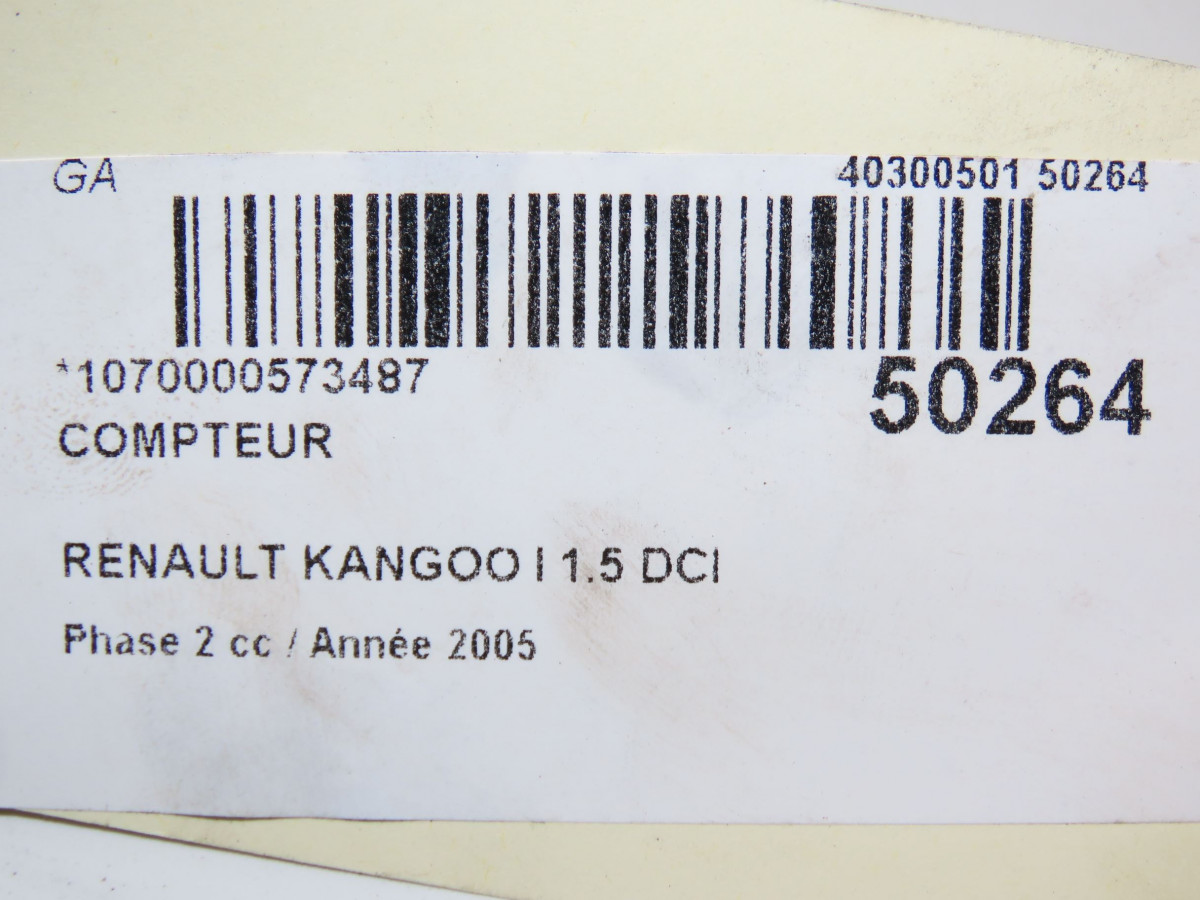 GA 40300501 50264
*1070000573487
50264
COMPTEUR
RENAULT KANGOO I 1.5 DCI
Phase 2 cc / Année 2005